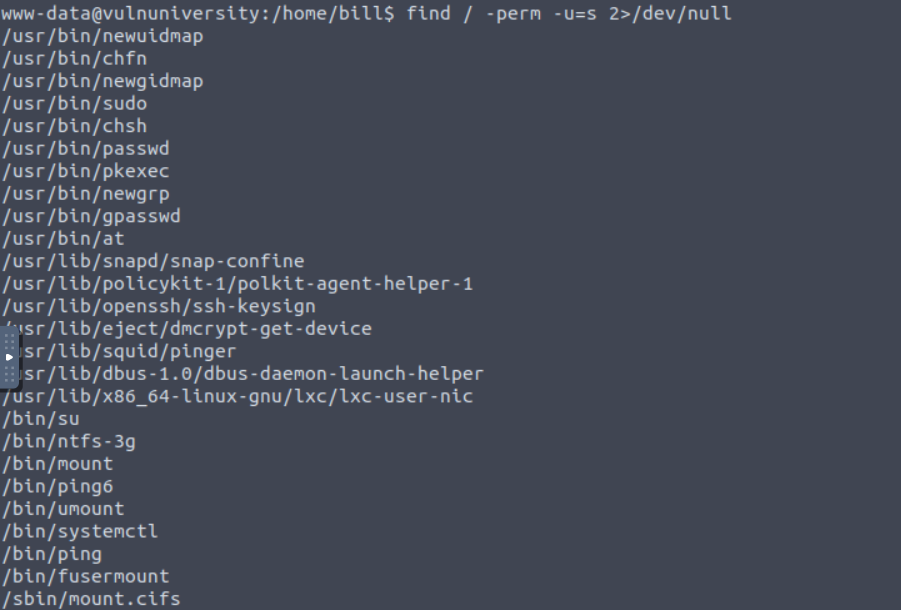 www-data@vulnuniversity:/home/bill$ find / -perm -u=s 2>/dev/null
/usr/bin/newuidmap
/usr/bin/chfn
/usr/bin/newgidmap
/usr/bin/sudo
/usr/bin/chsh
/usr/bin/passwd
/usr/bin/pkexec
/usr/bin/newgrp
/usr/bin/gpasswd
/usr/bin/at
/usr/lib/snapd/snap-confine
/usr/lib/policykit-1/polkit-agent-helper-1
/usr/lib/openssh/ssh-keysign
/usr/lib/eject/dmcrypt-get-device
/usr/lib/squid/pinger
/usr/lib/dbus-1.0/dbus-daemon-launch-helper
/usr/lib/x86_64-linux-gnu/lxc/lxc-user-nic
/bin/su
/bin/ntfs-3g
/bin/mount
/bin/ping6
/bin/umount
/bin/systemctl
/bin/ping
/bin/fusermount
/sbin/mount.cifs